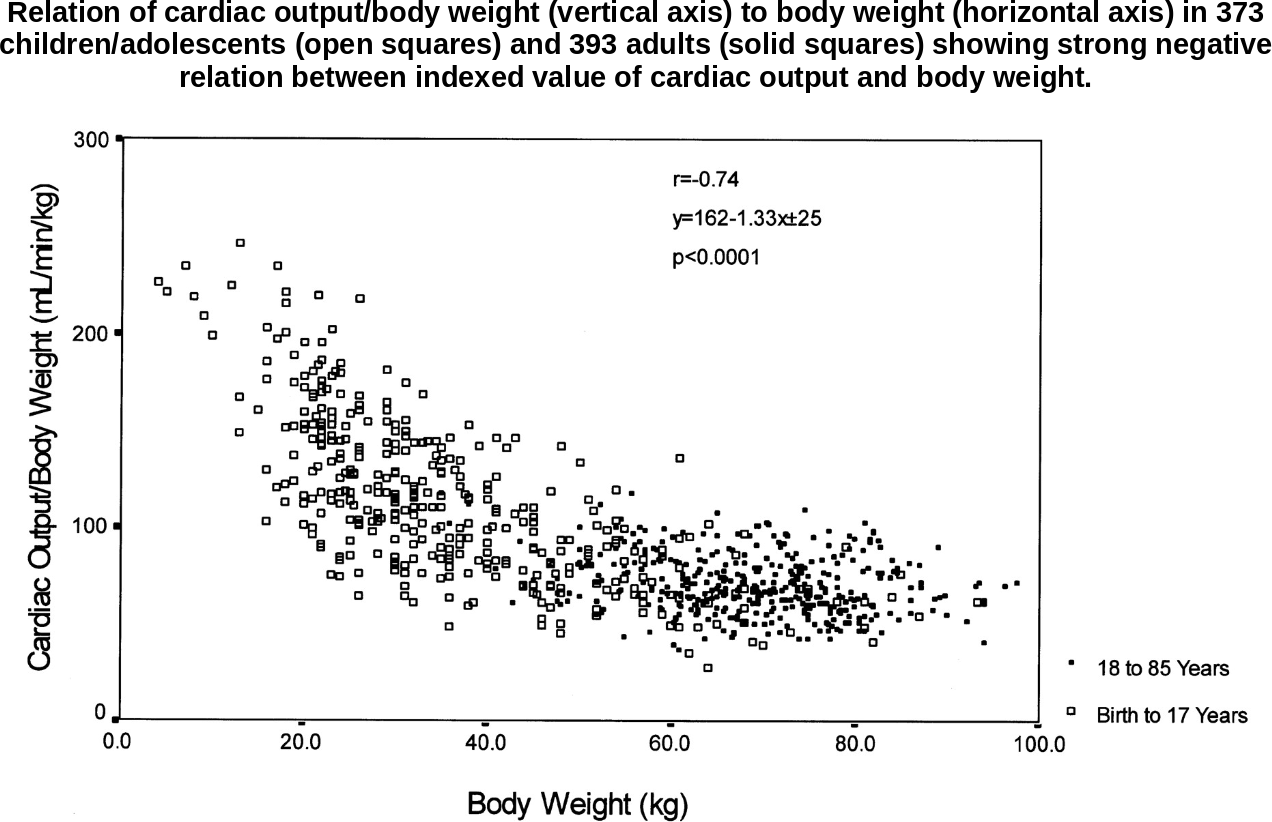 Relation of cardiac output/body weight (vertical axis) to body weight (horizontal axis) in 373
children/adolescents (open squares) and 393 adults (solid squares) showing strong negative
relation between indexed value of cardiac output and body weight.
300
200
100
0
Cardiac Output/Body Weight (mL/min/kg)
r=-0.74
y=162-1.33x±25
p<0.0001
18 to 85 Years
Birth to 17 Years
0.0 20.0 40.0 60.0 80.0 100.0
Body Weight (kg)